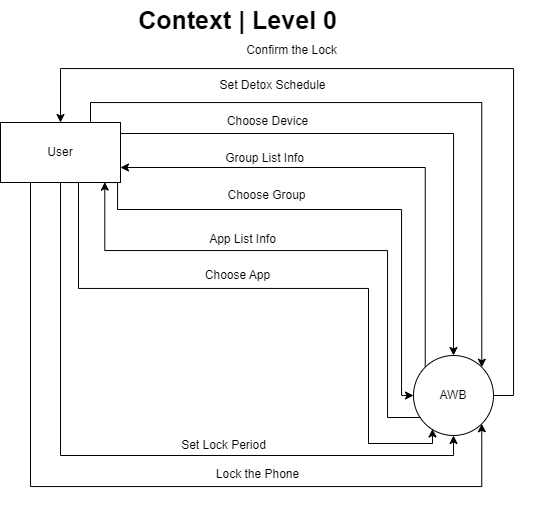 Context | Level 0
Confirm the Lock
Set Detox Schedule
Choose Device
User
Group List Info
Choose Group
App List Info
Choose App
AWB
Set Lock Period
Lock the Phone